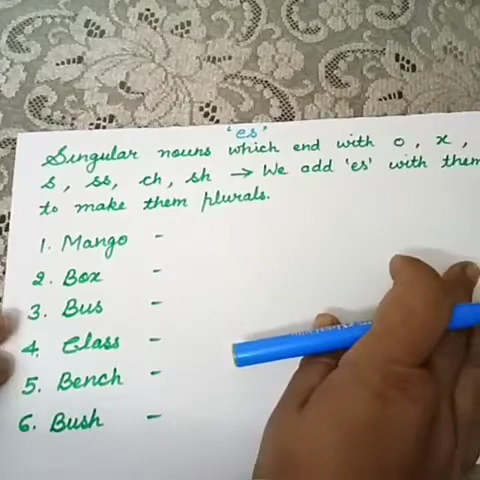 'es'
Singular nouns which end with o, x,
s, ss, ch, sh → We add 'es' with them
to make them plurals.
1. Mango -
2. Box -
3. Bus -
4. Class -
5. Bench -
6. Bush -